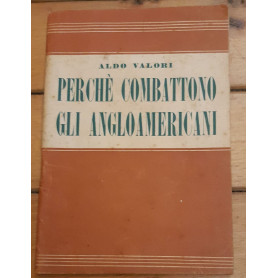 ALDO VALORI
PERCHÈ COMBATTONO
GLI ANGLOAMERICANI